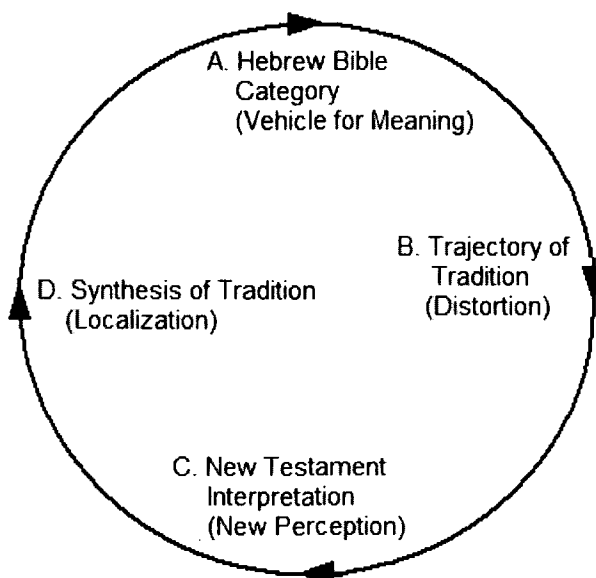 A. Hebrew Bible
Category
(Vehicle for Meaning)
B. Trajectory of
Tradition
(Distortion)
C. New Testament
Interpretation
(New Perception)
D. Synthesis of Tradition
(Localization)